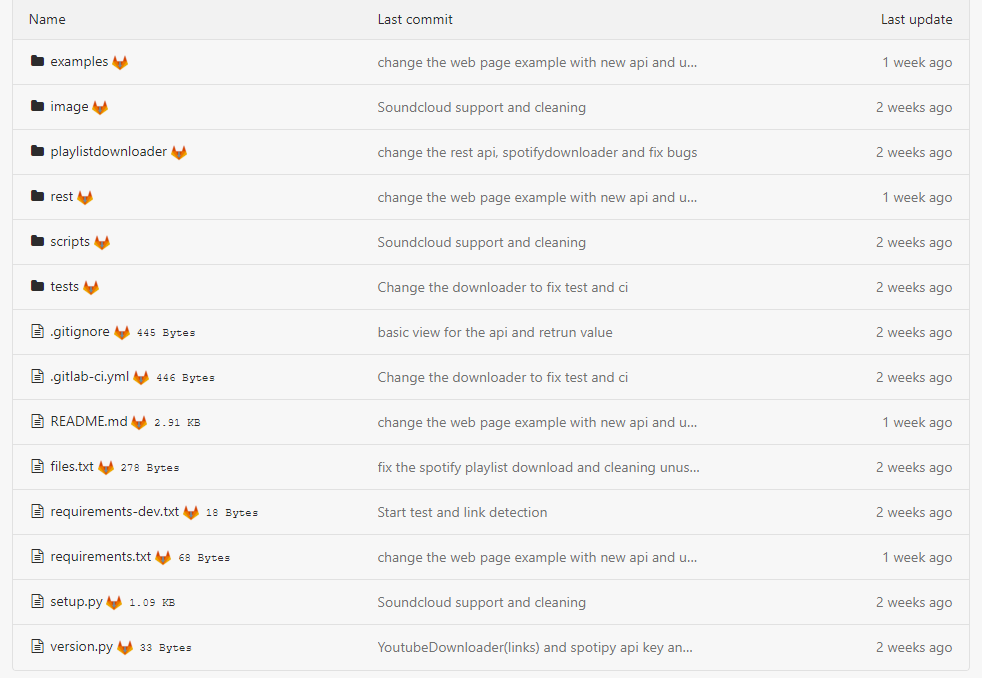 Name Last commit Last update
examples change the web page example with new api and u... 1 week ago
image Soundcloud support and cleaning 2 weeks ago
playlistdownloader change the rest api, spotifydownloader and fix bugs 2 weeks ago
rest change the web page example with new api and u... 1 week ago
scripts Soundcloud support and cleaning 2 weeks ago
tests Change the downloader to fix test and ci 2 weeks ago
.gitignore 445 Bytes basic view for the api and retrun value 2 weeks ago
.gitlab-ci.yml 446 Bytes Change the downloader to fix test and ci 2 weeks ago
README.md 2.91 KB change the web page example with new api and u... 1 week ago
files.txt 278 Bytes fix the spotify playlist download and cleaning unus... 2 weeks ago
requirements-dev.txt 18 Bytes Start test and link detection 2 weeks ago
requirements.txt 68 Bytes change the web page example with new api and u... 1 week ago
setup.py 1.09 KB Soundcloud support and cleaning 2 weeks ago
version.py 33 Bytes YoutubeDownloader(links) and spotipy api key an... 2 weeks ago